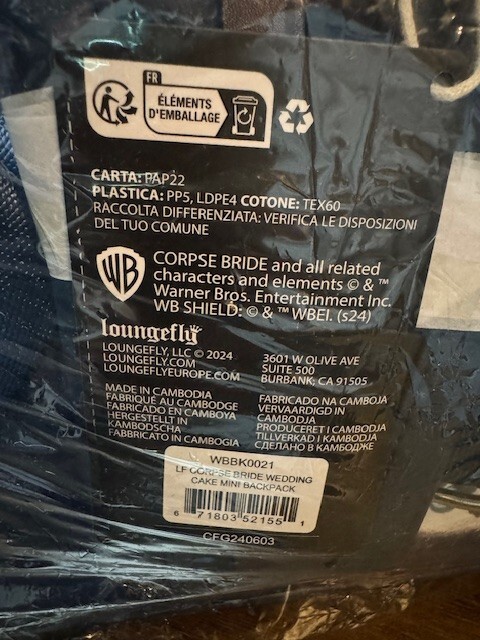 FR
ÉLÉMENTS
D'EMBALLAGE
CARTA: PAP22
PLASTICA: PP5, LDPE4 COTONE: TEX60
RACCOLTA DIFFERENZIATA: VERIFICA LE DISPOSIZIONI
DEL TUO COMUNE
WB
CORPSE BRIDE and all related
characters and elements © & ™
Warner Bros. Entertainment Inc.
WB SHIELD: © & ™ WBEI. (s24)
loungefly
LOUNGEFLY, LLC © 2024
LOUNGEFLY.COM
LOUNGEFLYEUROPE.COM
3601 W OLIVE AVE
SUITE 500
BURBANK, CA 91505
MADE IN CAMBODIA
FABRIQUÉ AU CAMBODGE
FABRICADO EN CAMBOYA
HERGESTELLT IN
KAMBODSCHA
FABBRICATO IN CAMBOGIA
FABRICADO NA CAMBOJA
VERVAARDIGD IN
CAMBODJA
PRODUCERET I CAMBODJA
TILLVERKAD I KAMBODJA
СДЕЛАНО В КАМБОДЖЕ
WBBK0021
LF CORPSE BRIDE WEDDING
CAKE MINI BACKPACK
6 71803 52155 1
CFG240603